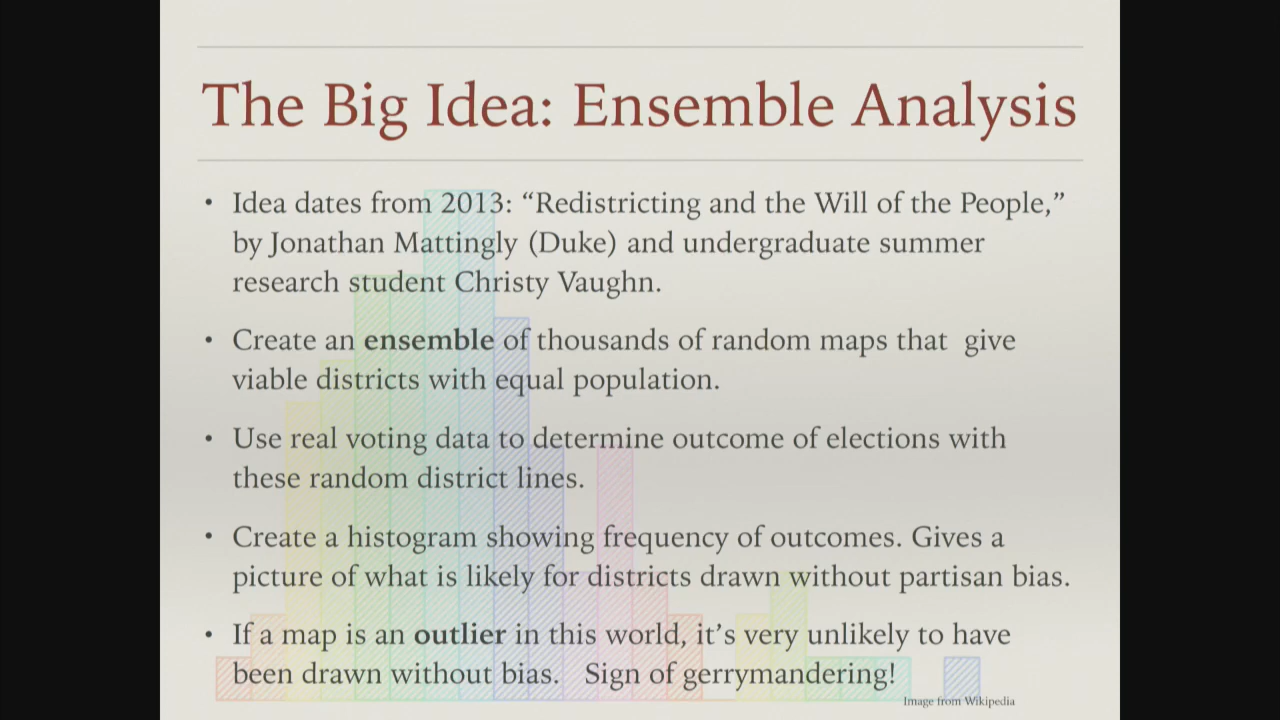 The Big Idea: Ensemble Analysis
• Idea dates from 2013: “Redistricting and the Will of the People,”
by Jonathan Mattingly (Duke) and undergraduate summer
research student Christy Vaughn.
• Create an ensemble of thousands of random maps that give
viable districts with equal population.
• Use real voting data to determine outcome of elections with
these random district lines.
• Create a histogram showing frequency of outcomes. Gives a
picture of what is likely for districts drawn without partisan bias.
• If a map is an outlier in this world, it’s very unlikely to have
been drawn without bias. Sign of gerrymandering!
Image from Wikipedia